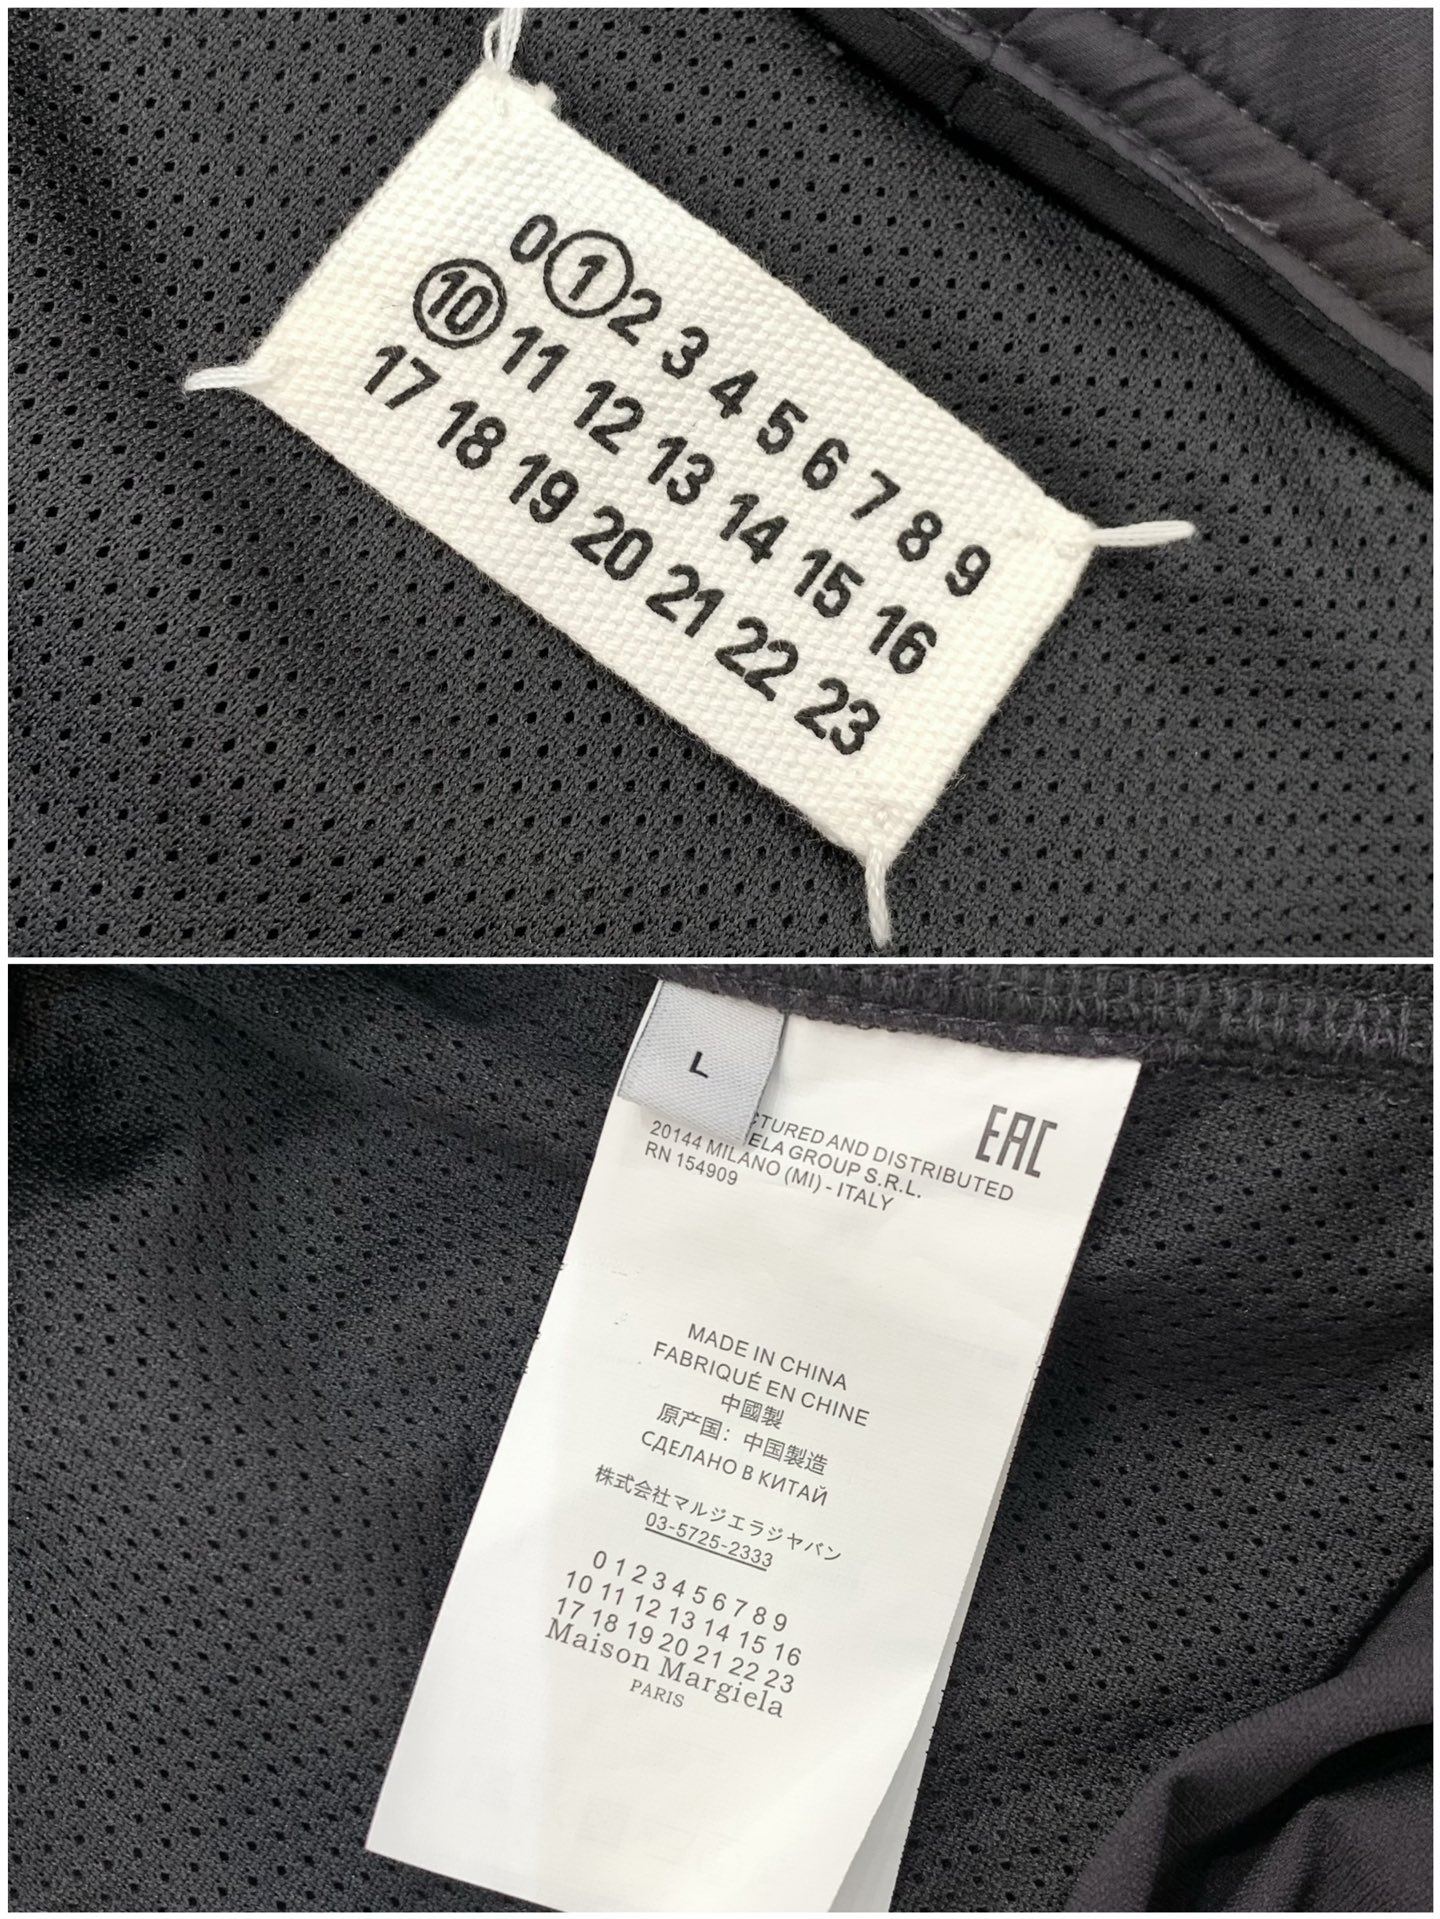 0 1 2 3 4 5 6 7 8 9
10 11 12 13 14 15 16
17 18 19 20 21 22 23
L
EAC
AND DISTRIBUTED
GROUP S.R.L.
20144 MILANO (MI) - ITALY
RN 154909
MADE IN CHINA
FABRIQUÉ EN CHINE
中國製
原产国：中国製造
СДЕЛАНО В КИТАЙ
株式会社マルジエラジヤパン
03-5725-2333
0 1 2 3 4 5 6 7 8 9
10 11 12 13 14 15 16
17 18 19 20 21 22 23
Maison Margiela
PARIS